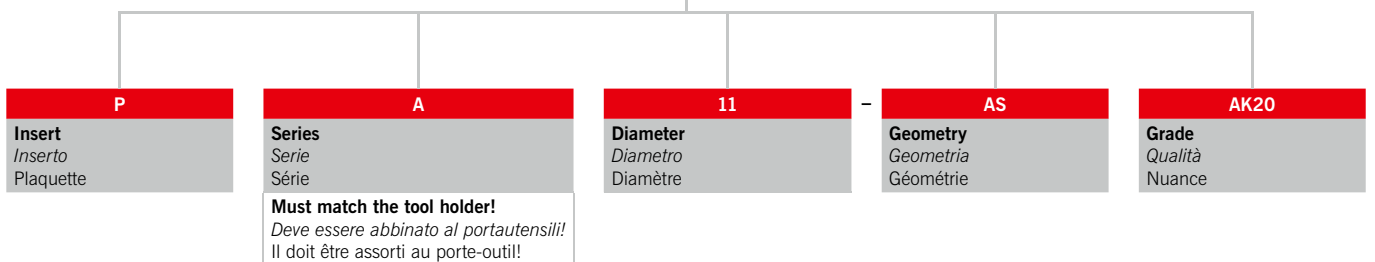 P
Insert
Inserto
Plaquette
A
Series
Serie
Série
Must match the tool holder!
Deve essere abbinato al portautensili!
Il doit être assorti au porte-outil!
11
Diameter
Diametro
Diamètre
–
AS
Geometry
Geometria
Géométrie
AK20
Grade
Qualità
Nuance